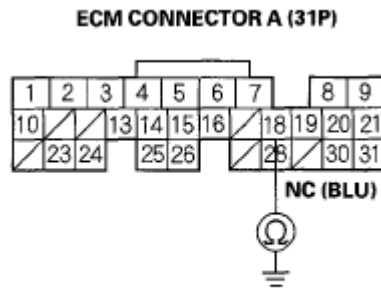 ECM CONNECTOR A (31P)
1 2 3 4 5 6 7 8 9
10 13 14 15 16 18 19 20 21
23 24 25 26 28 30 31
NC (BLU)
Ω